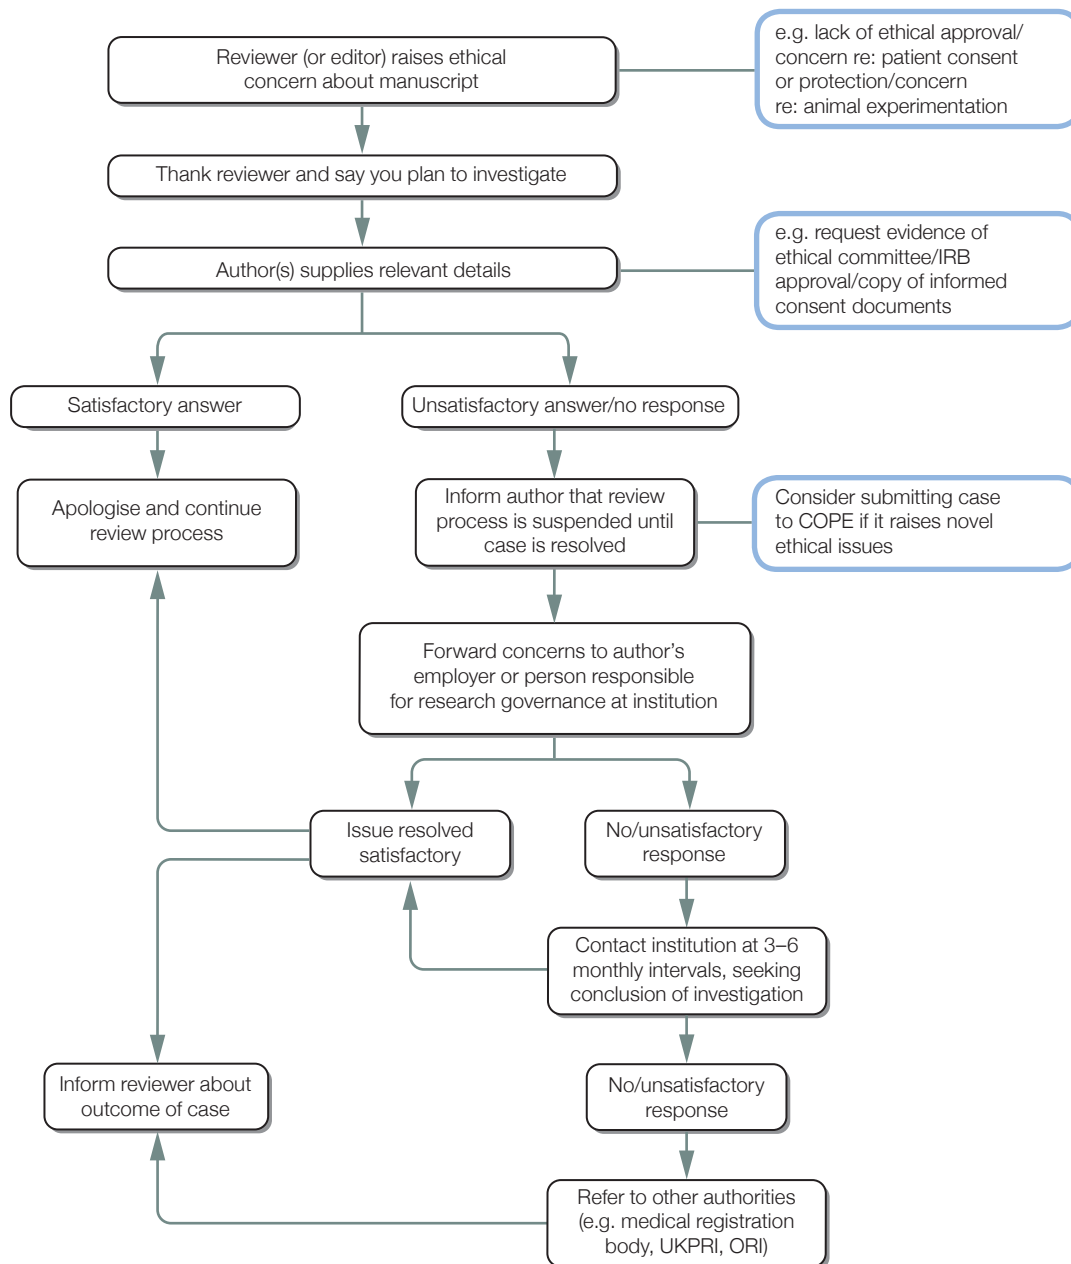 Reviewer (or editor) raises ethical
concern about manuscript
e.g. lack of ethical approval/
concern re: patient consent
or protection/concern
re: animal experimentation
Thank reviewer and say you plan to investigate
Author(s) supplies relevant details
e.g. request evidence of
ethical committee/IRB
approval/copy of informed
consent documents
Satisfactory answer
Unsatisfactory answer/no response
Apologise and continue
review process
Inform author that review
process is suspended until
case is resolved
Consider submitting case
to COPE if it raises novel
ethical issues
Forward concerns to author’s
employer or person responsible
for research governance at institution
Issue resolved
satisfactory
No/unsatisfactory
response
Contact institution at 3–6
monthly intervals, seeking
conclusion of investigation
Inform reviewer about
outcome of case
No/unsatisfactory
response
Refer to other authorities
(e.g. medical registration
body, UKPRI, ORI)